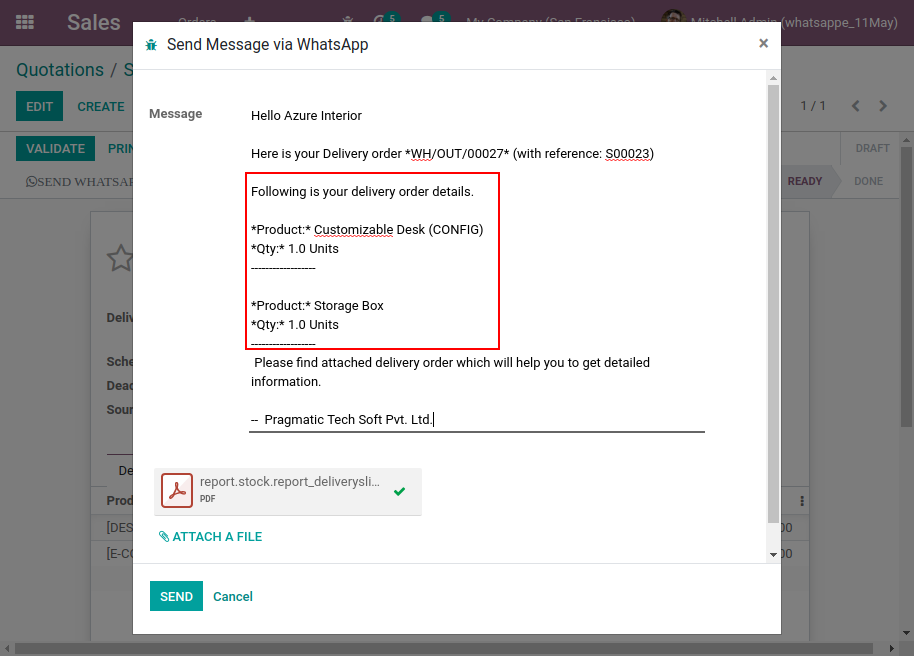 Sales
Orders
5
5
My Company (San Francisco)
Mitchell Admin (whatsappe_11May)
Quotations / S
EDIT
CREATE
1 / 1
VALIDATE
PRIN
DRAFT
SEND WHATSAP
READY
DONE
Send Message via WhatsApp
×
Message
Hello Azure Interior
Here is your Delivery order *WH/OUT/00027* (with reference: S00023)
Following is your delivery order details.
*Product:* Customizable Desk (CONFIG)
*Qty:* 1.0 Units
------------------
*Product:* Storage Box
*Qty:* 1.0 Units
------------------
Please find attached delivery order which will help you to get detailed
information.
-- Pragmatic Tech Soft Pvt. Ltd.
report.stock.report_deliverysli...
PDF
ATTACH A FILE
SEND
Cancel
Deliv
Sche
Dead
Sour
De
Prod
[DES
00
[E-CO
00